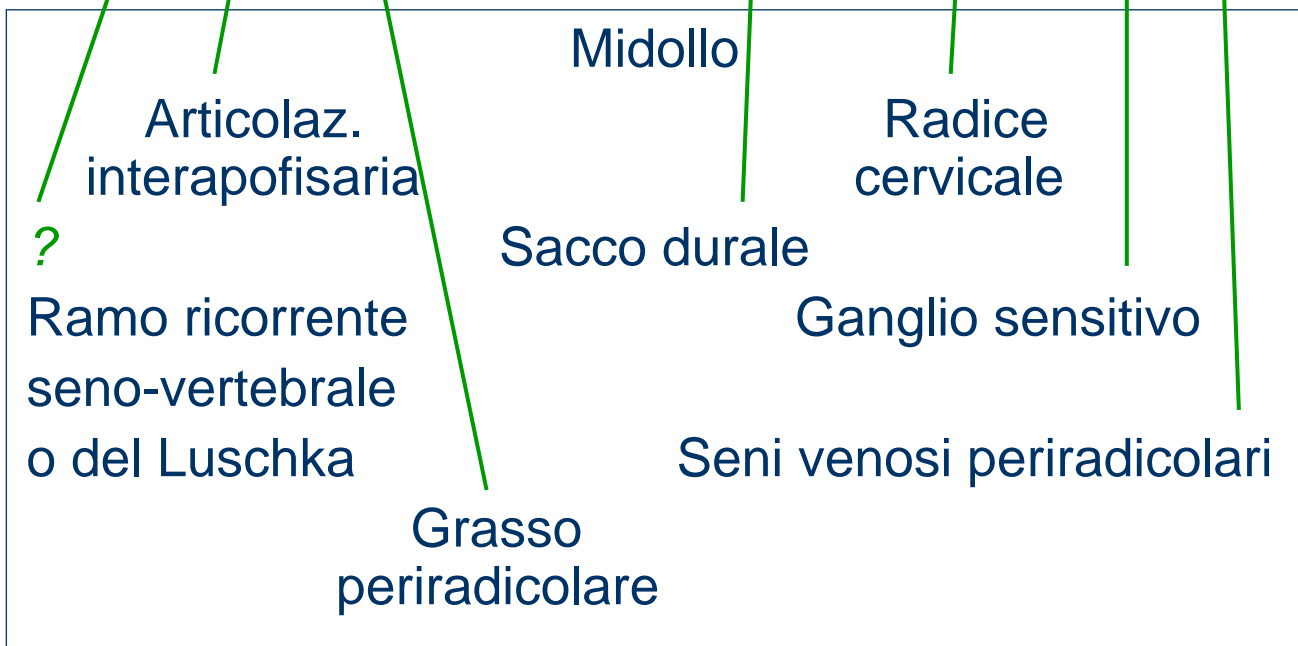 Midollo
Articolaz.
interapofisaria
Radice
cervicale
?
Sacco durale
Ramo ricorrente
seno-vertebrale
o del Luschka
Ganglio sensitivo
Seni venosi periradicolari
Grasso
periradicolare